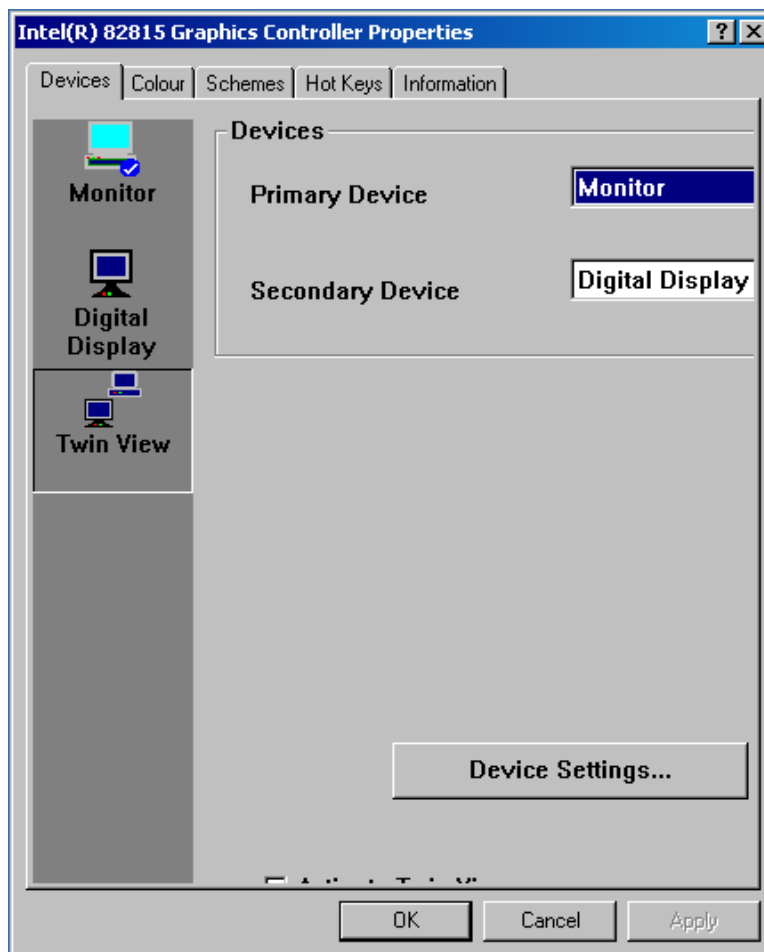 Intel(R) 82815 Graphics Controller Properties
Devices Colour Schemes Hot Keys Information
Monitor
Digital
Display
Twin View
Devices
Primary Device Monitor
Secondary Device Digital Display
Device Settings...
OK Cancel Apply